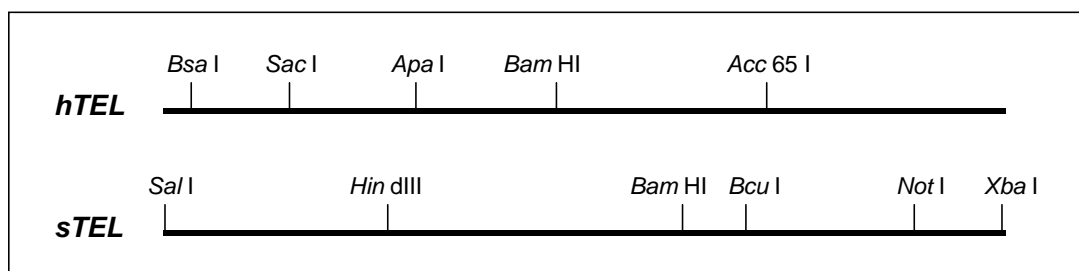 Bsa I Sac I Apa I Bam HI Acc 65 I
hTEL
Sal I Hin dIII Bam HI Bcu I Not I Xba I
sTEL